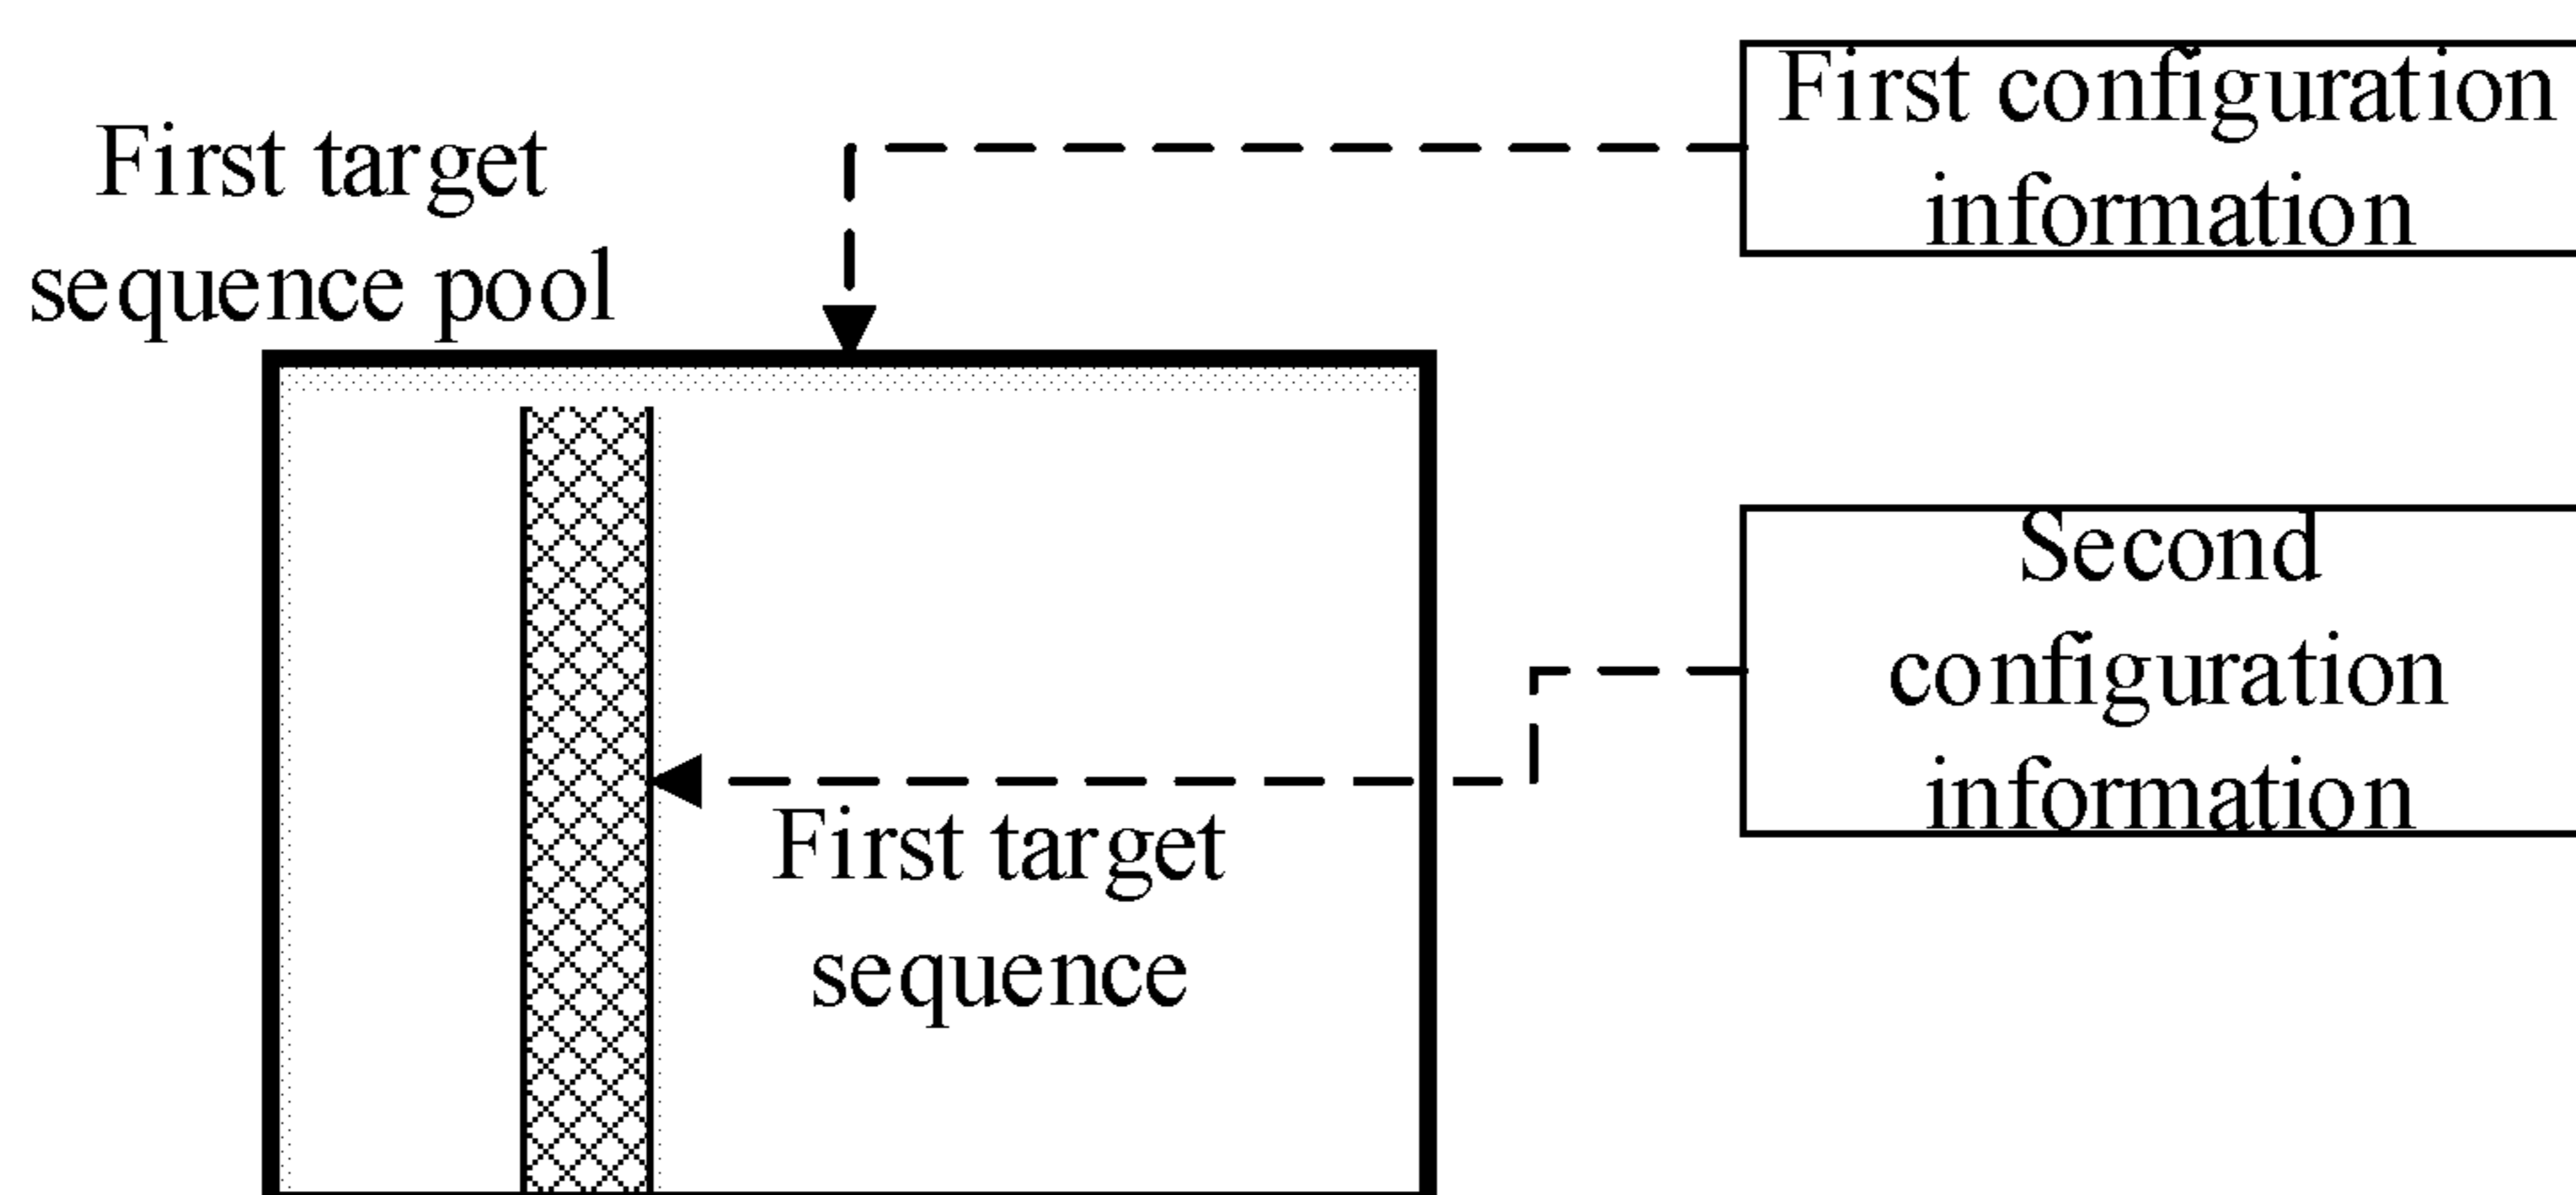 First target
sequence pool
First configuration
information
Second
configuration
information
First target
sequence